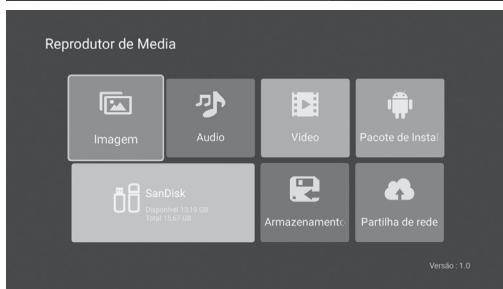 Reprodutor de Media
Imagem
Audio
Video
Pacote de Instal
SanDisk
Disponível 13,19 GB
Total 15,67 GB
Armazenamento
Partilha de rede
Versão : 1.0